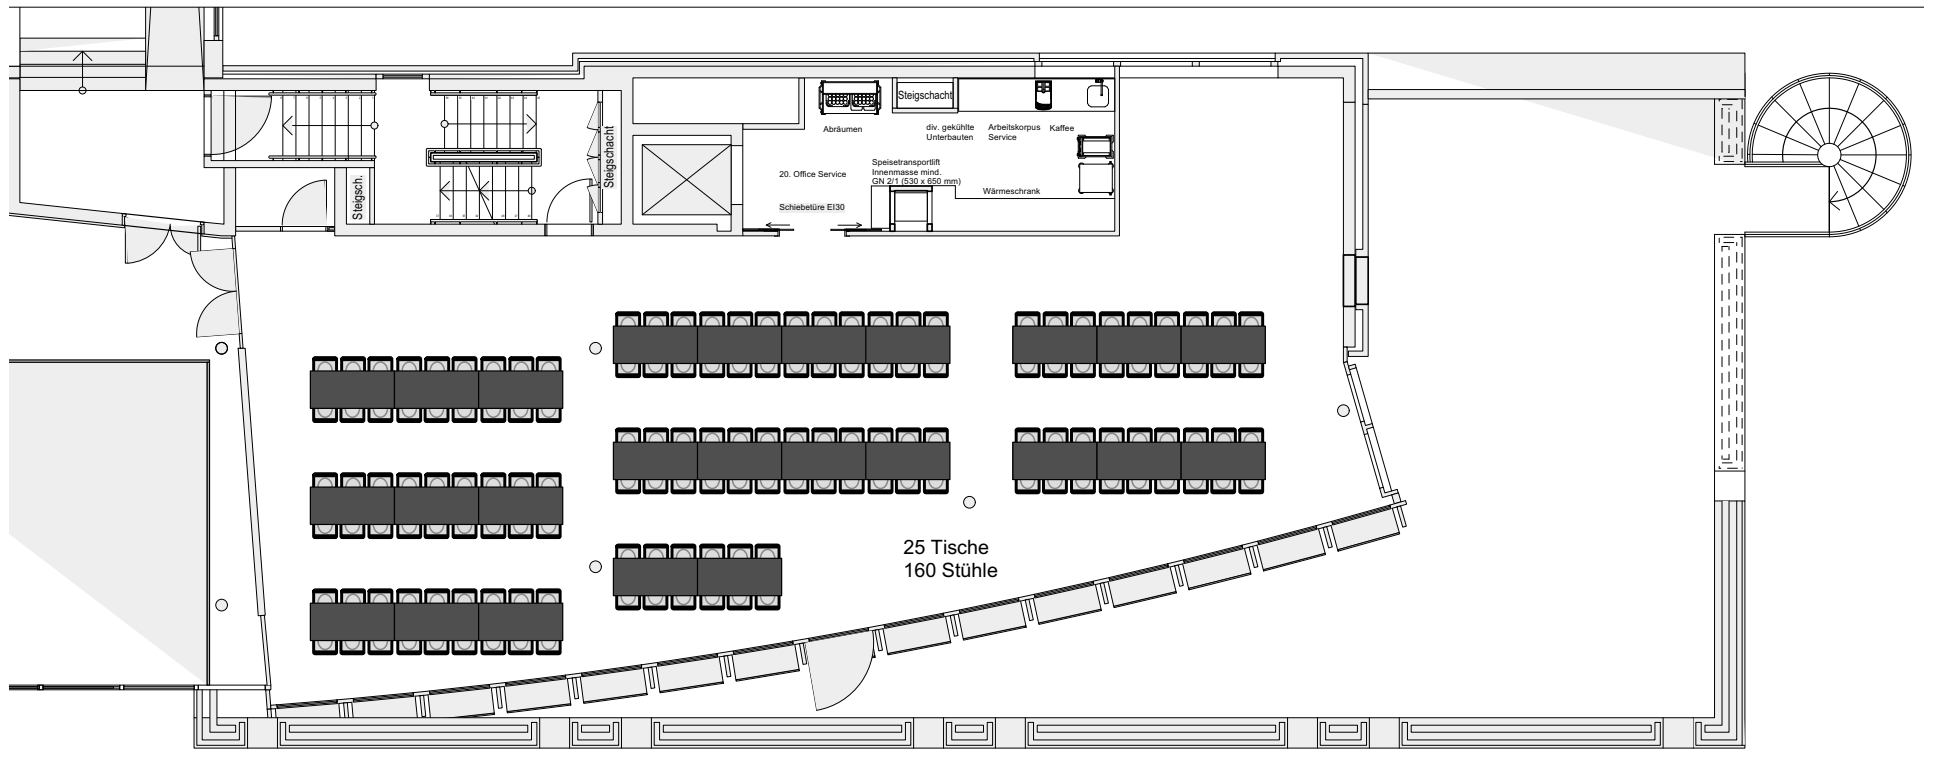 Steigschacht
Abräumen
div. gekühlte
Unterbauten
Arbeitskorpus
Service
Kaffee
Steigschacht
Steigsch.
20. Office Service
Speisetransportlift
Innenmasse mind.
GN 2/1 (530 x 650 mm)
Wärmeschrank
Schiebetüre EI30
25 Tische
160 Stühle